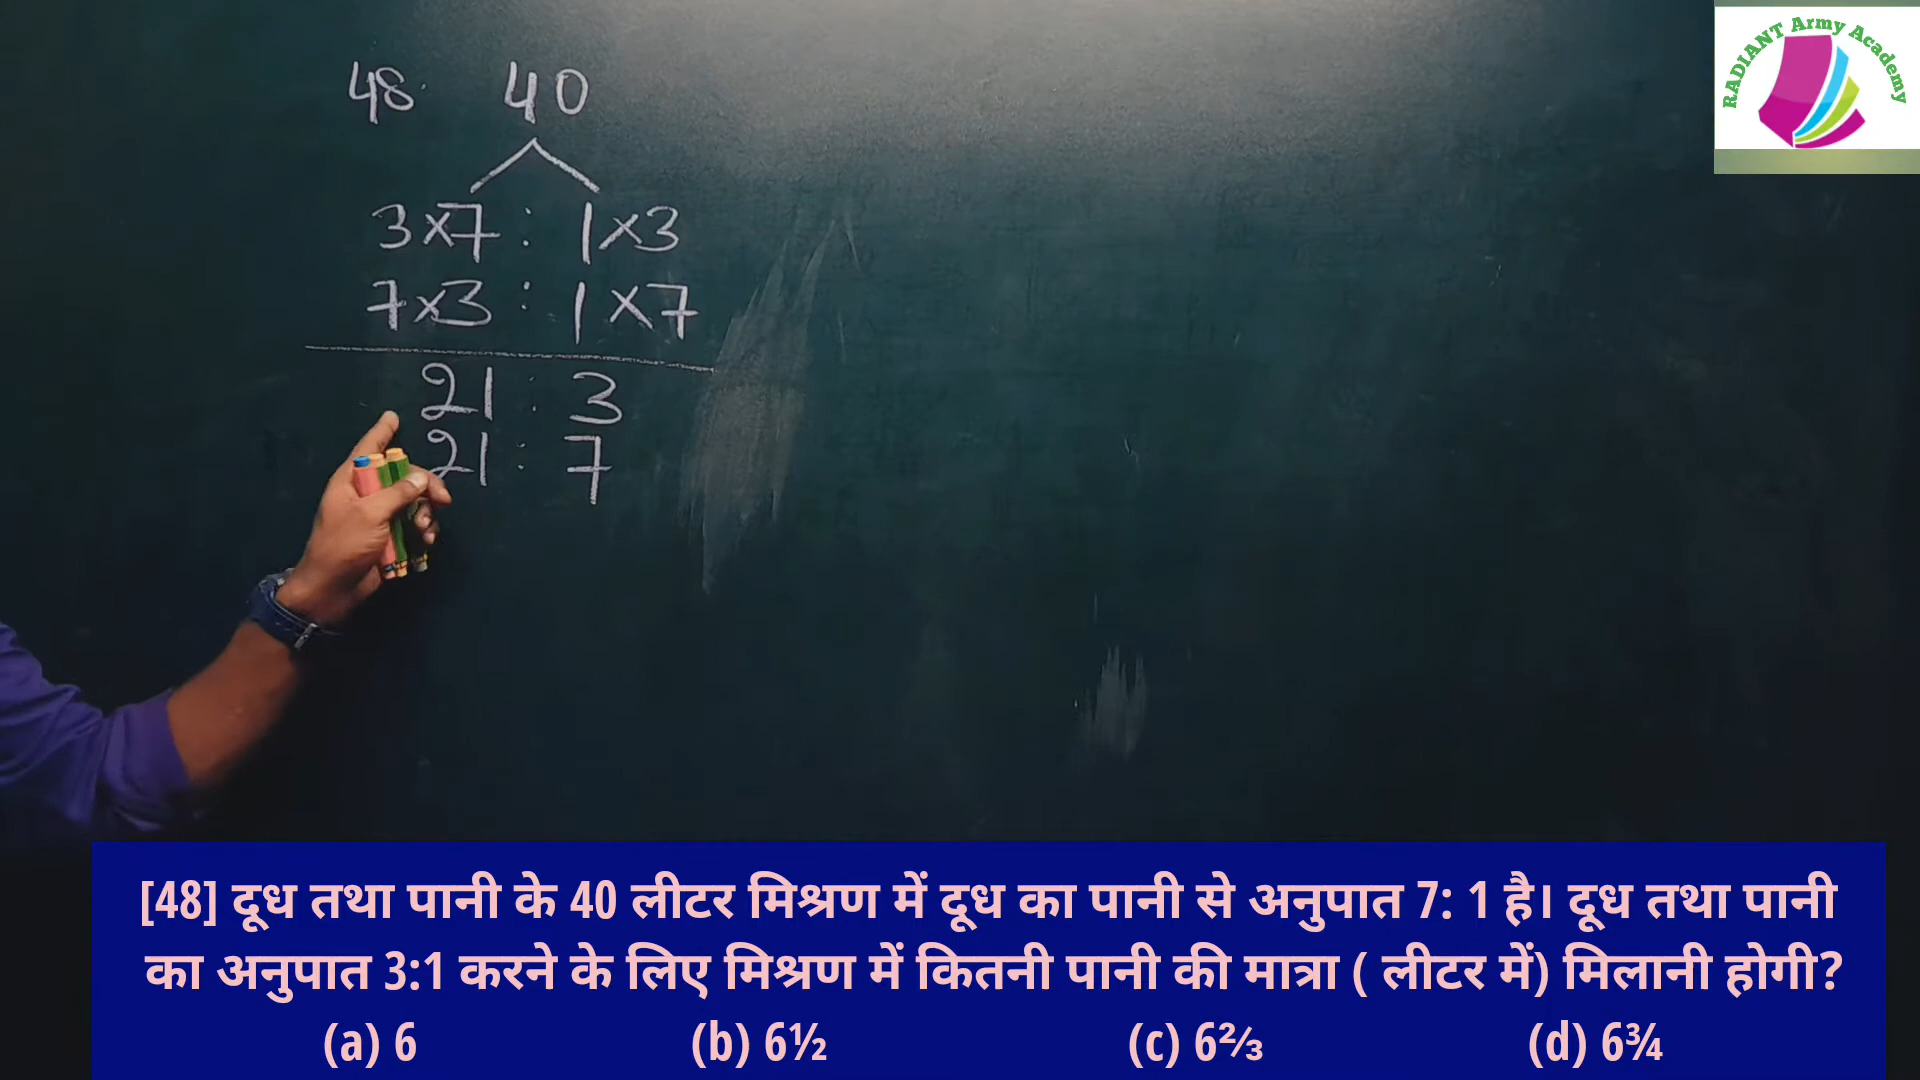 RADIANT Army Academy
48 40
3×7 : 1×3
7×3 : 1×7
21 : 3
21 : 7
[48] दूध तथा पानी के 40 लीटर मिश्रण में दूध का पानी से अनुपात 7: 1 है। दूध तथा पानी
का अनुपात 3:1 करने के लिए मिश्रण में कितनी पानी की मात्रा ( लीटर में) मिलानी होगी?
(a) 6 (b) 6½ (c) 6⅔ (d) 6¾